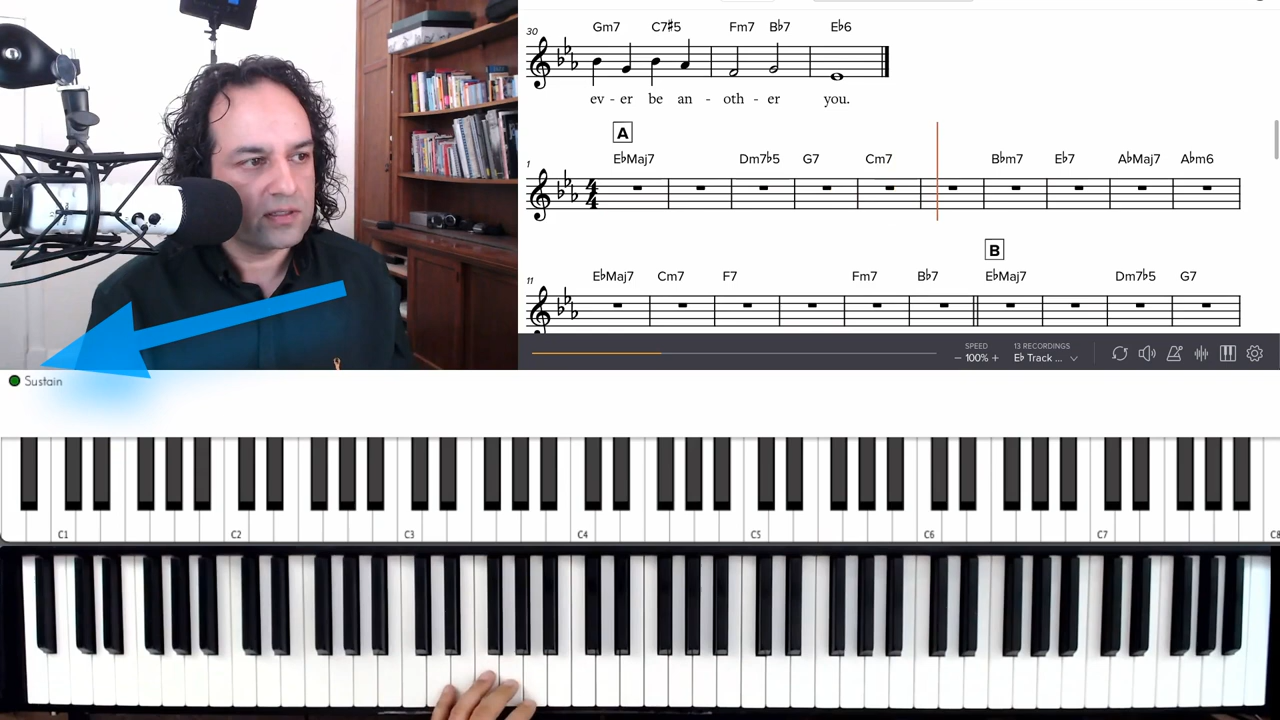 30 Gm7 C7#5 Fm7 B♭7 E♭6
ev - er be an - oth - er you.
A
1 E♭Maj7 Dm7♭5 G7 Cm7 B♭m7 E♭7 A♭Maj7 A♭m6
4
4
B
11 E♭Maj7 Cm7 F7 Fm7 B♭7 E♭Maj7 Dm7♭5 G7
SPEED 13 RECORDINGS
− 100% + E♭ Track ...
Sustain
C1 C2 C3 C4 C5 C6 C7 C8